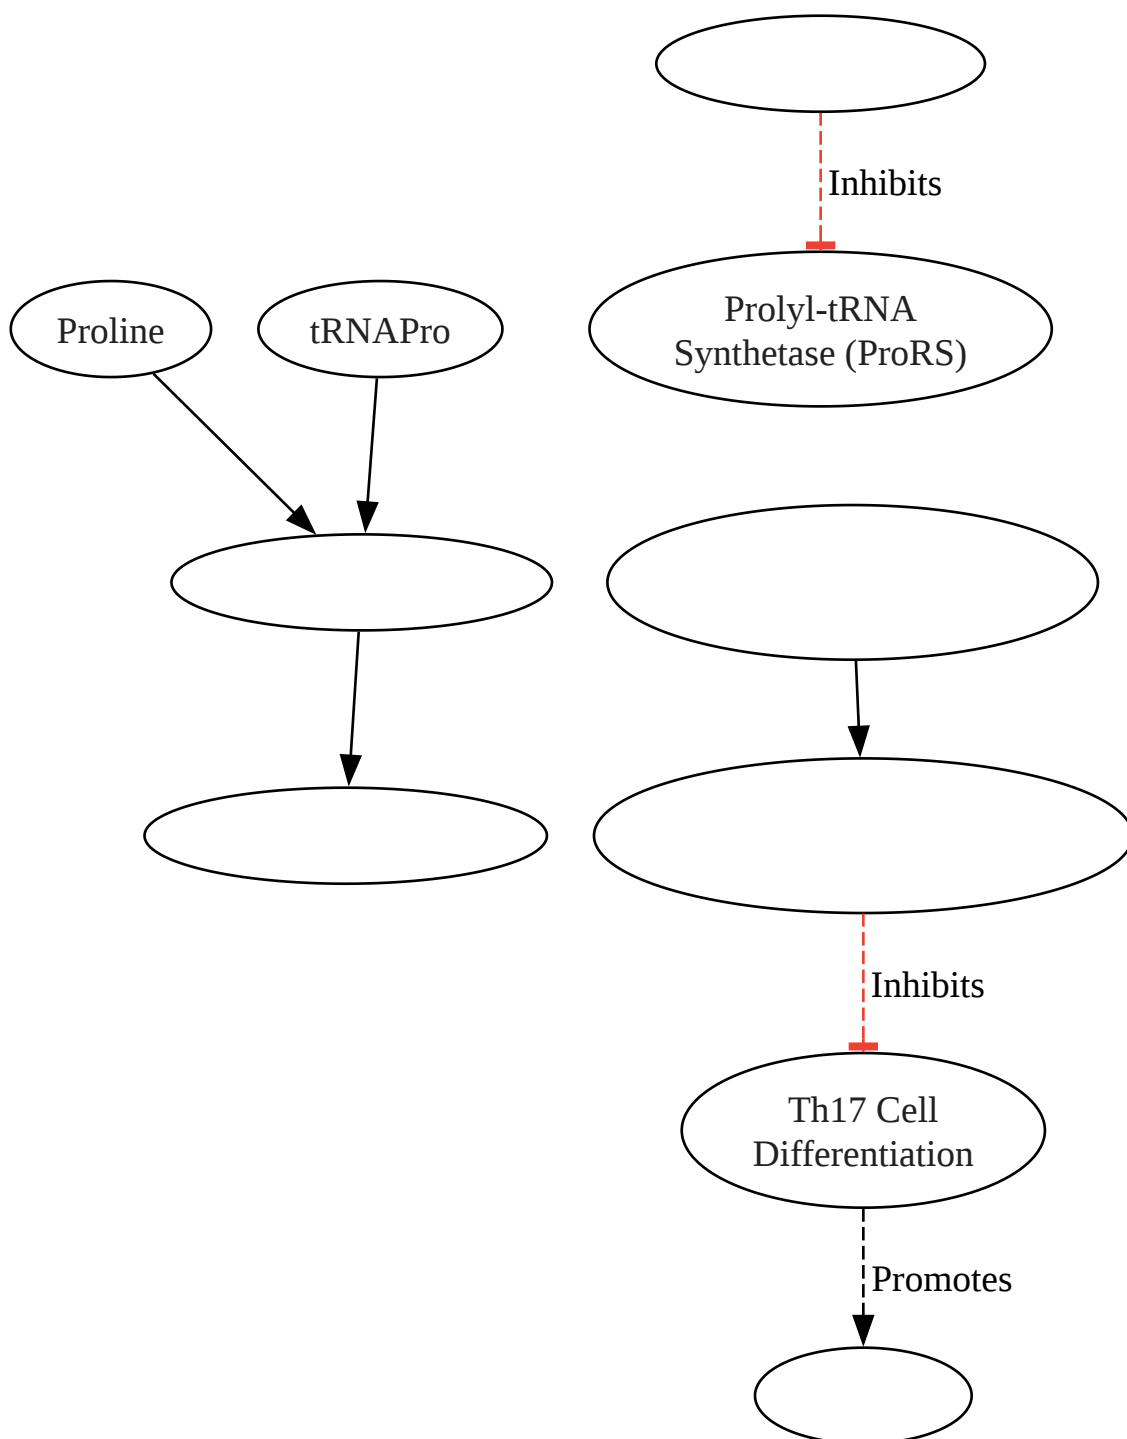 Inhibits
Proline
tRNAPro
Prolyl-tRNA
Synthetase (ProRS)
Inhibits
Th17 Cell
Differentiation
Promotes